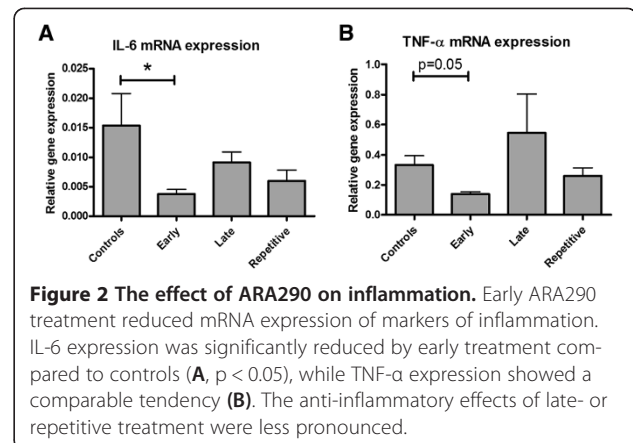 A
IL-6 mRNA expression
Relative gene expression
0.025
0.020
0.015
0.010
0.005
0.000
*
Controls
Early
Late
Repetitive
B
TNF-α mRNA expression
Relative gene expression
1.0
0.8
0.6
0.4
0.2
0.0
p=0.05
Controls
Early
Late
Repetitive
Figure 2 The effect of ARA290 on inflammation. Early ARA290
treatment reduced mRNA expression of markers of inflammation.
IL-6 expression was significantly reduced by early treatment com-
pared to controls (A, p < 0.05), while TNF-α expression showed a
comparable tendency (B). The anti-inflammatory effects of late- or
repetitive treatment were less pronounced.